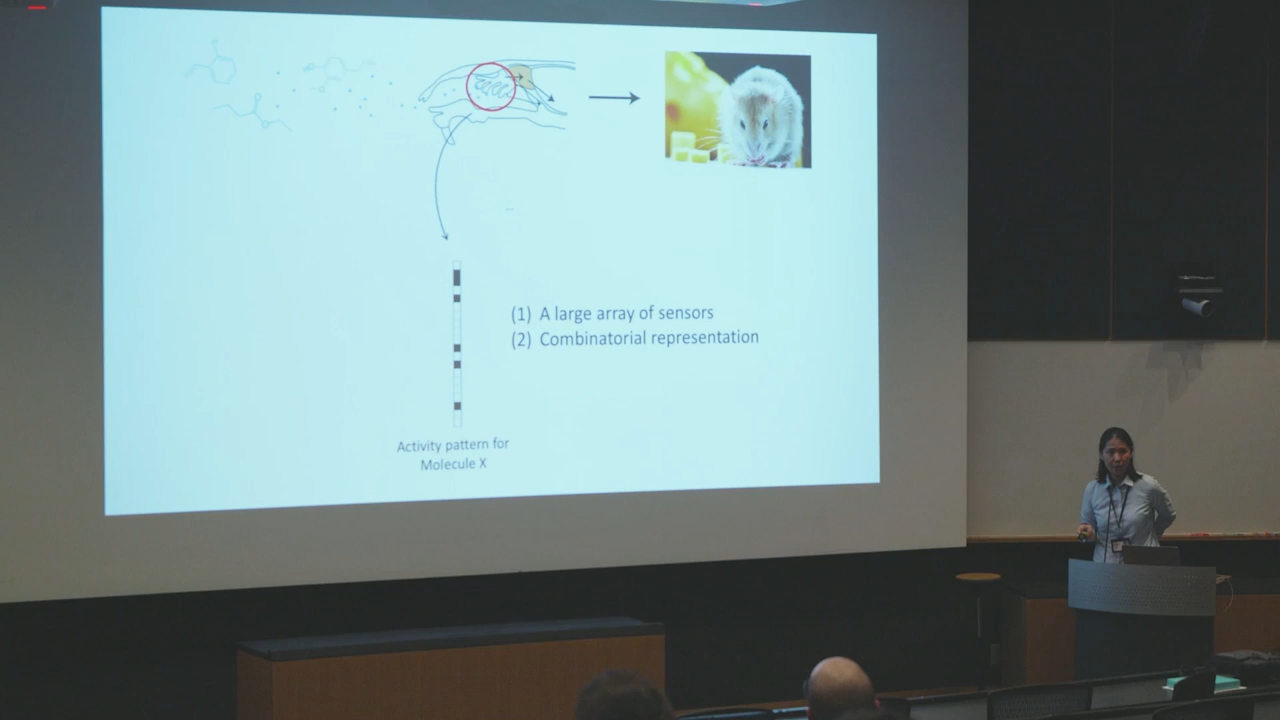 (1) A large array of sensors
(2) Combinatorial representation
Activity pattern for
Molecule X